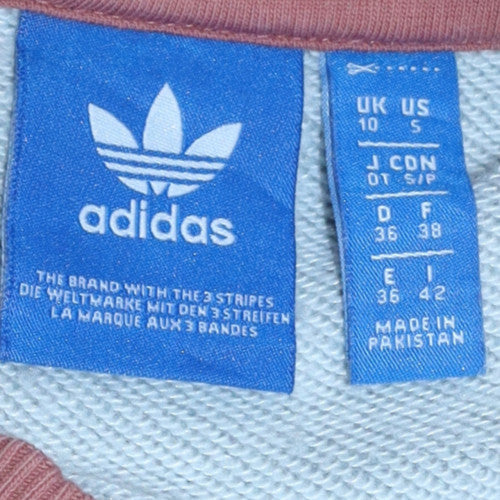 adidas
THE BRAND WITH THE 3 STRIPES
DIE WELTMARKE MIT DEN 3 STREIFEN
LA MARQUE AUX 3 BANDES
UK US
10 S
J CDN
OT S/P
D F
36 38
E I
36 42
MADE IN
PAKISTAN